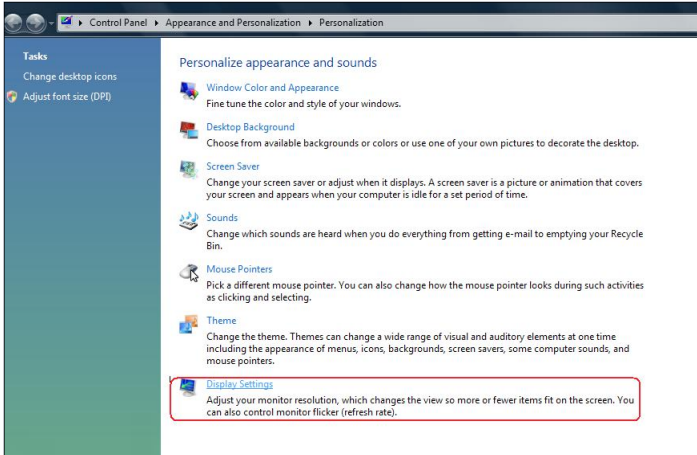 Control Panel ▸ Appearance and Personalization ▸ Personalization
Tasks
Change desktop icons
Adjust font size (DPI)
Personalize appearance and sounds
Window Color and Appearance
Fine tune the color and style of your windows.
Desktop Background
Choose from available backgrounds or colors or use one of your own pictures to decorate the desktop.
Screen Saver
Change your screen saver or adjust when it displays. A screen saver is a picture or animation that covers
your screen and appears when your computer is idle for a set period of time.
Sounds
Change which sounds are heard when you do everything from getting e-mail to emptying your Recycle
Bin.
Mouse Pointers
Pick a different mouse pointer. You can also change how the mouse pointer looks during such activities
as clicking and selecting.
Theme
Change the theme. Themes can change a wide range of visual and auditory elements at one time
including the appearance of menus, icons, backgrounds, screen savers, some computer sounds, and
mouse pointers.
Display Settings
Adjust your monitor resolution, which changes the view so more or fewer items fit on the screen. You
can also control monitor flicker (refresh rate).